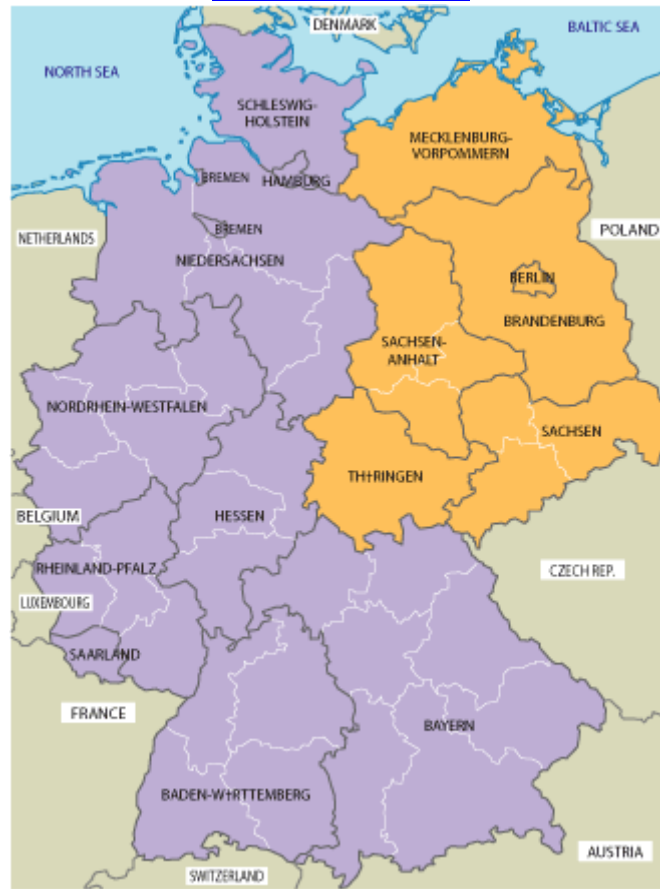 DENMARK
BALTIC SEA
NORTH SEA
SCHLESWIG-
HOLSTEIN
MECKLENBURG-
VORPOMMERN
BREMEN
HAMBURG
BREMEN
NETHERLANDS
POLAND
NIEDERSACHSEN
BERLIN
BRANDENBURG
SACHSEN-
ANHALT
NORDRHEIN-WESTFALEN
SACHSEN
TH†RINGEN
BELGIUM
HESSEN
RHEINLAND-PFALZ
CZECH REP.
LUXEMBOURG
SAARLAND
FRANCE
BAYERN
BADEN-W†RTTEMBERG
AUSTRIA
SWITZERLAND